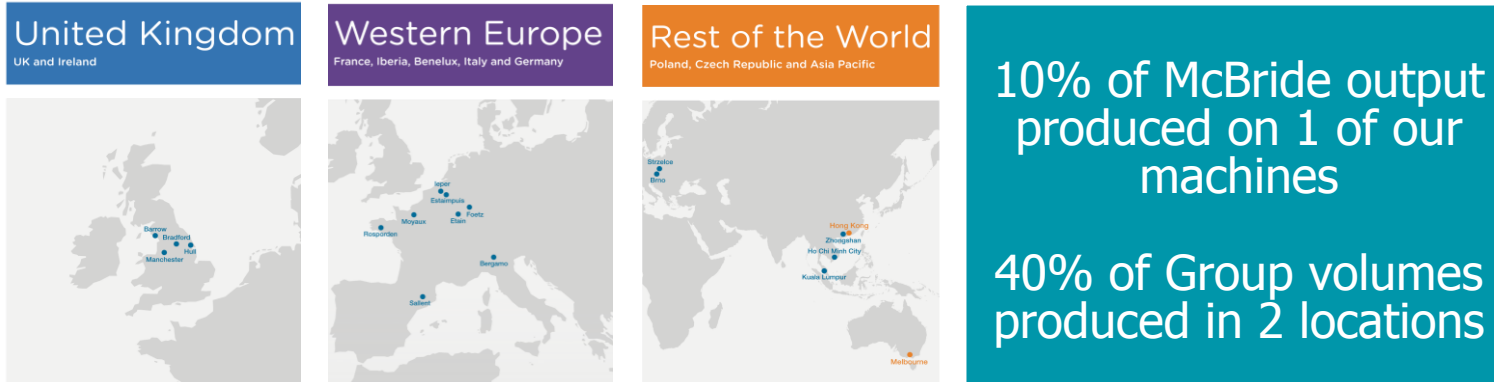 United Kingdom
UK and Ireland
Barrow
Bradford
Hull
Manchester
Western Europe
France, Iberia, Benelux, Italy and Germany
Ieper
Estaimpuis
Foetz
Moyaux
Etain
Rosporden
Bergamo
Sallent
Rest of the World
Poland, Czech Republic and Asia Pacific
Strzelce
Brno
Hong Kong
Zhongshan
Ho Chi Minh City
Kuala Lumpur
Melbourne
10% of McBride output
produced on 1 of our
machines
40% of Group volumes
produced in 2 locations